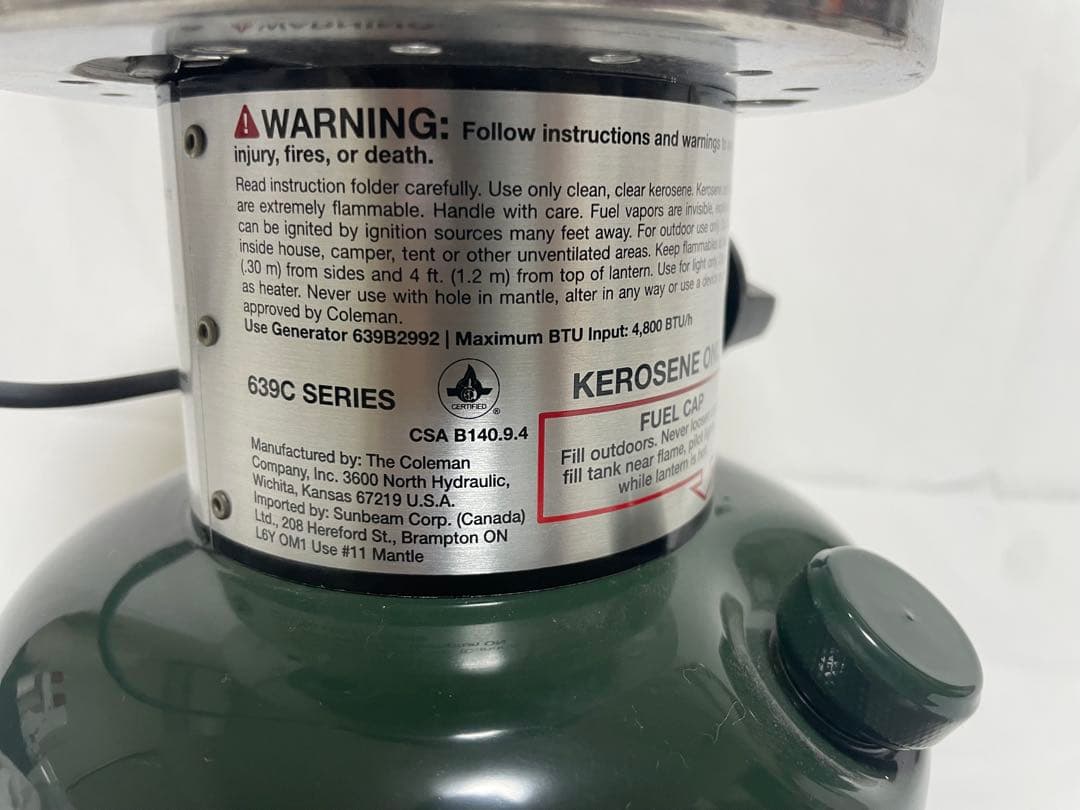 WARNING: Follow instructions and warnings
injury, fires, or death.
Read instruction folder carefully. Use only clean, clear kerosene. Kerosene
are extremely flammable. Handle with care. Fuel vapors are invisible,
can be ignited by ignition sources many feet away. For outdoor use only
inside house, camper, tent or other unventilated areas. Keep flammables
(.30 m) from sides and 4 ft. (1.2 m) from top of lantern. Use for light only
as heater. Never use with hole in mantle, alter in any way or use a
approved by Coleman.
Use Generator 639B2992 | Maximum BTU Input: 4,800 BTU/h
639C SERIES
CERTIFIED
®
CSA B140.9.4
Manufactured by: The Coleman
Company, Inc. 3600 North Hydraulic,
Wichita, Kansas 67219 U.S.A.
Imported by: Sunbeam Corp. (Canada)
Ltd., 208 Hereford St., Brampton ON
L6Y OM1 Use #11 Mantle
KEROSENE
FUEL CAP
Fill outdoors. Never
fill tank near flame, pilot
while lantern is hot